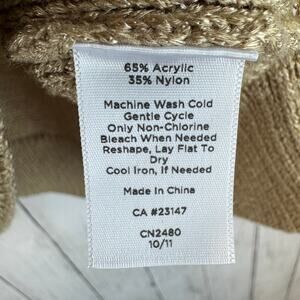 65% Acrylic
35% Nylon
Machine Wash Cold
Gentle Cycle
Only Non-Chlorine
Bleach When Needed
Reshape, Lay Flat To
Dry
Cool Iron, If Needed
Made In China
CA #23147
CN2480
10/11